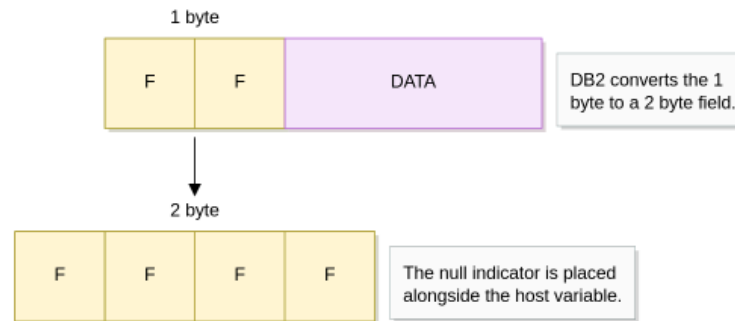 1 byte
F F DATA
DB2 converts the 1
byte to a 2 byte field.
2 byte
F F F F
The null indicator is placed
alongside the host variable.